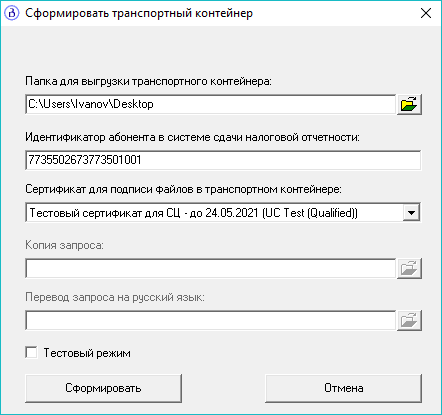 Сформировать транспортный контейнер
Папка для выгрузки транспортного контейнера:
C:\Users\Ivanov\Desktop
Идентификатор абонента в системе сдачи налоговой отчетности:
7735502673773501001
Сертификат для подписи файлов в транспортном контейнере:
Тестовый сертификат для СЦ - до 24.05.2021 (UC Test (Qualified))
Копия запроса:
Перевод запроса на русский язык:
Тестовый режим
Сформировать
Отмена